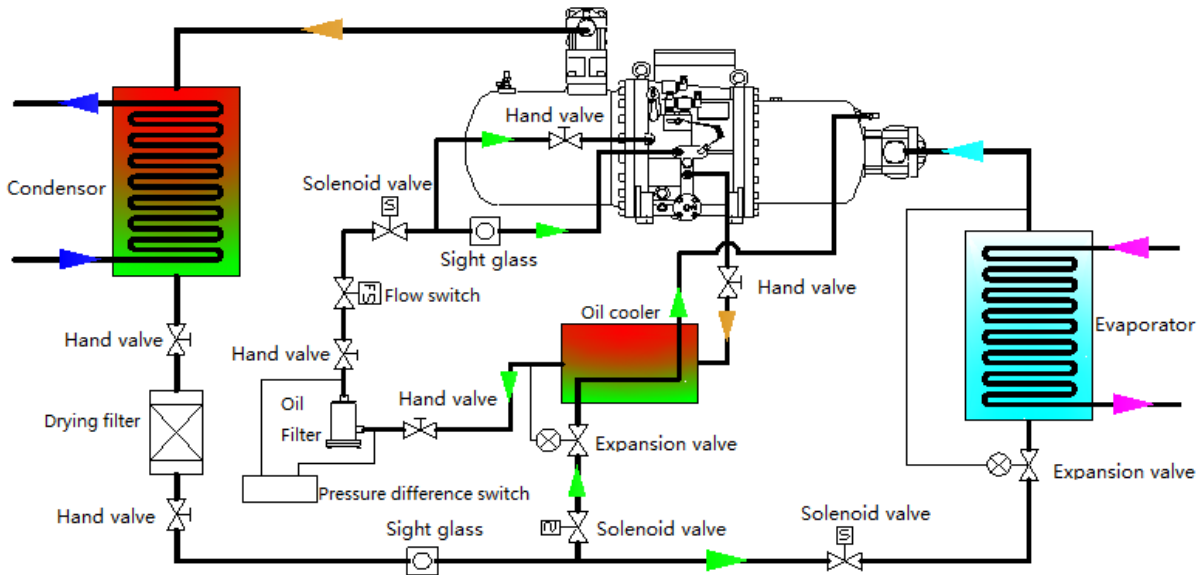 Hand valve
Condensor
Solenoid valve
S
Sight glass
FS
Flow switch
Hand valve
Oil cooler
Hand valve
Evaporator
Hand valve
Oil
Filter
Hand valve
Drying filter
Expansion valve
Expansion valve
Pressure difference switch
Hand valve
Sight glass
S
Solenoid valve
Solenoid valve
S